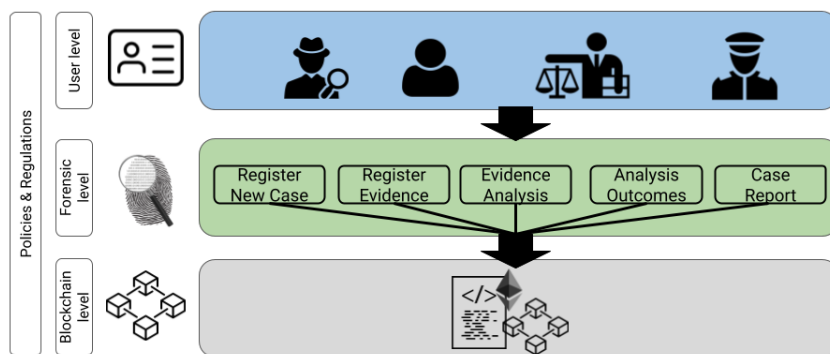 Policies & Regulations
User level
Forensic
level
Register
New Case
Register
Evidence
Evidence
Analysis
Analysis
Outcomes
Case
Report
Blockchain
level
</>